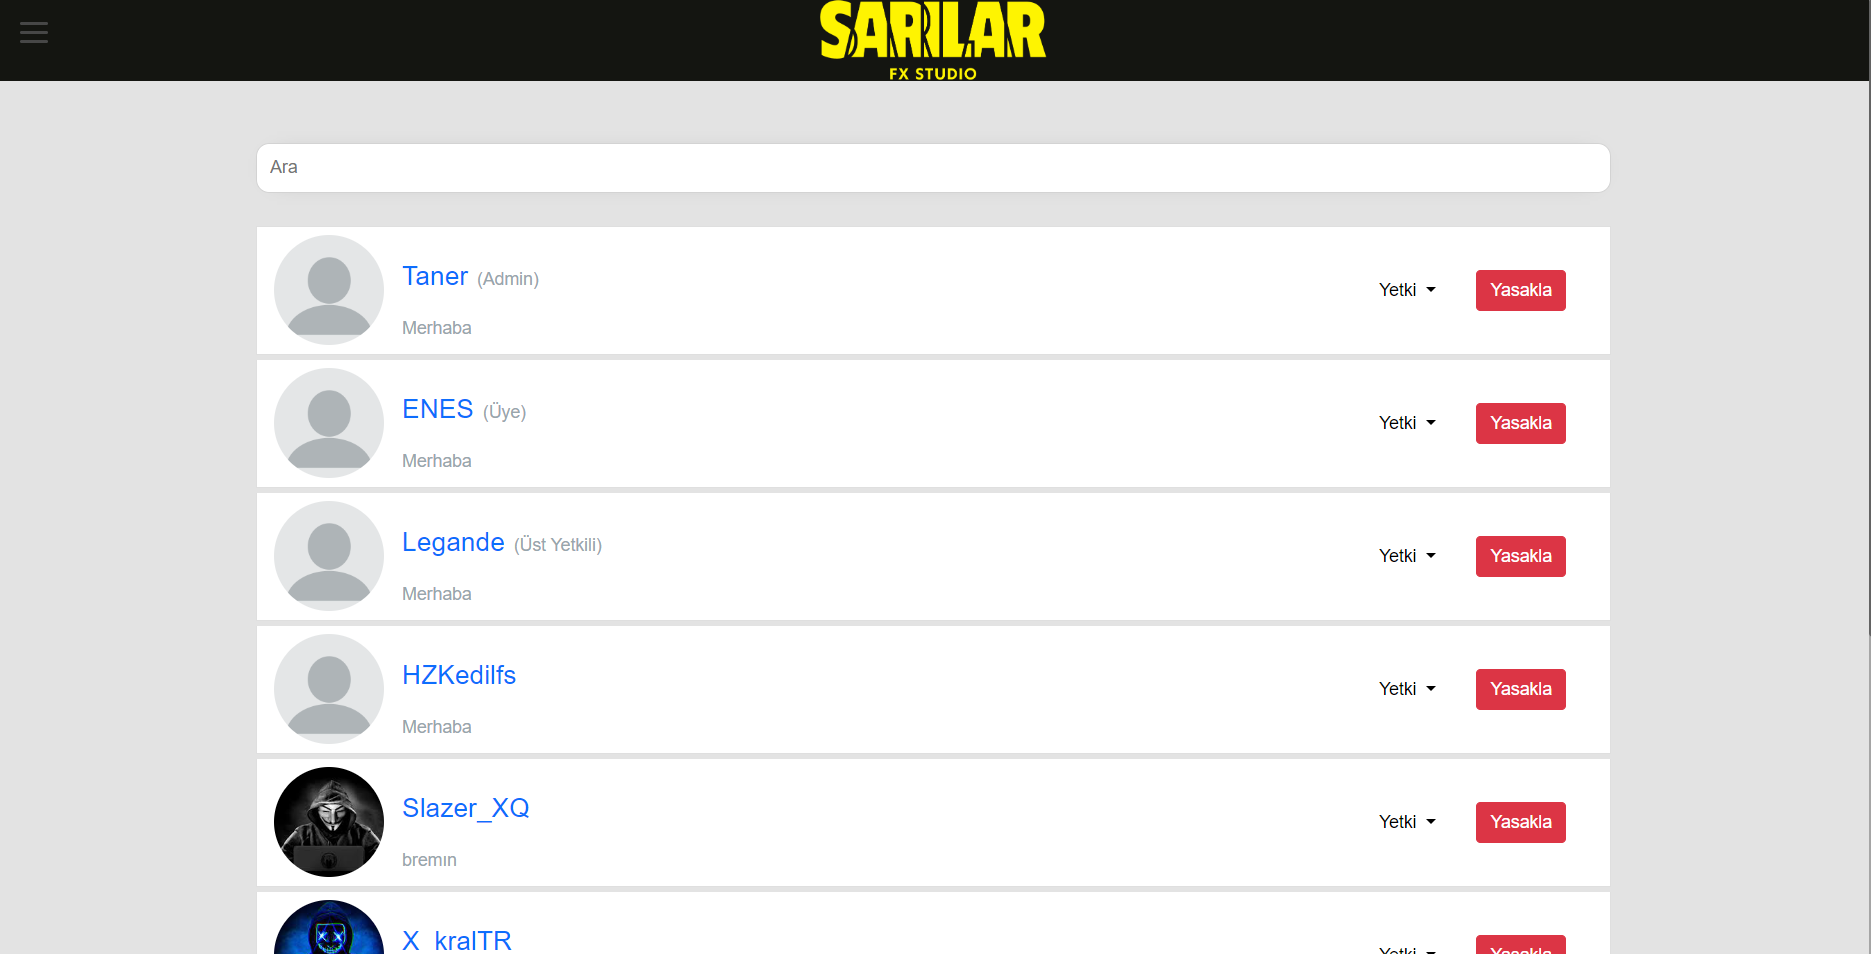 SARILAR
FX STUDIO
Ara
Taner (Admin)
Merhaba
Yetki
Yasakla
ENES (Üye)
Merhaba
Yetki
Yasakla
Legande (Üst Yetkili)
Merhaba
Yetki
Yasakla
HZKedilfs
Merhaba
Yetki
Yasakla
Slazer_XQ
bremın
Yetki
Yasakla
X_kralTR
Yetki
Yasakla